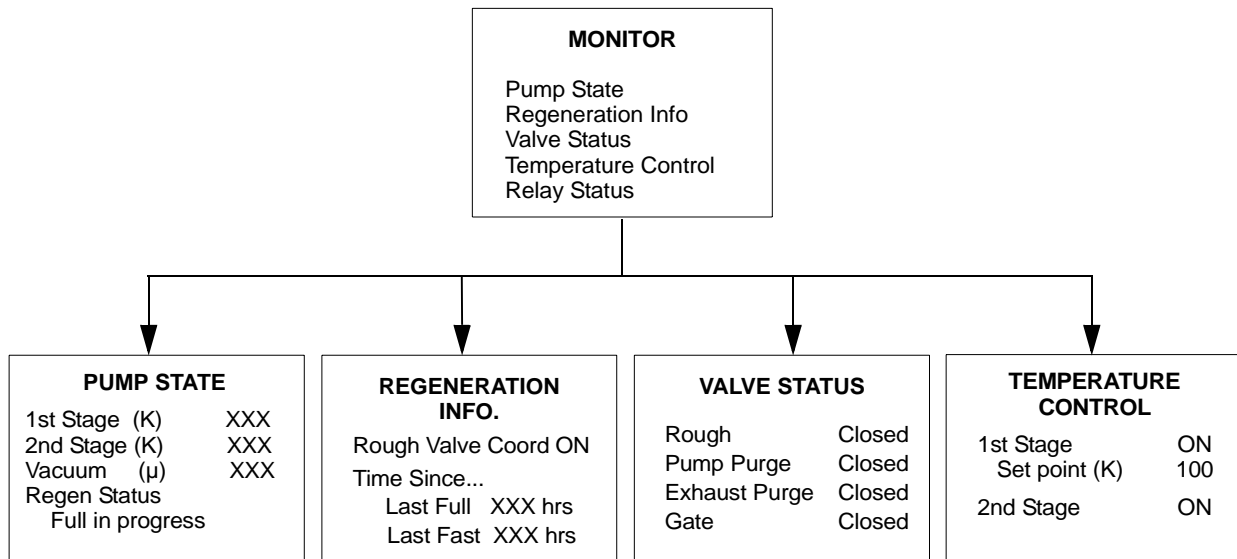 MONITOR
Pump State
Regeneration Info
Valve Status
Temperature Control
Relay Status
PUMP STATE
1st Stage (K) XXX
2nd Stage (K) XXX
Vacuum (µ) XXX
Regen Status
Full in progress
REGENERATION
INFO.
Rough Valve Coord ON
Time Since...
Last Full XXX hrs
Last Fast XXX hrs
VALVE STATUS
Rough Closed
Pump Purge Closed
Exhaust Purge Closed
Gate Closed
TEMPERATURE
CONTROL
1st Stage ON
Set point (K) 100
2nd Stage ON